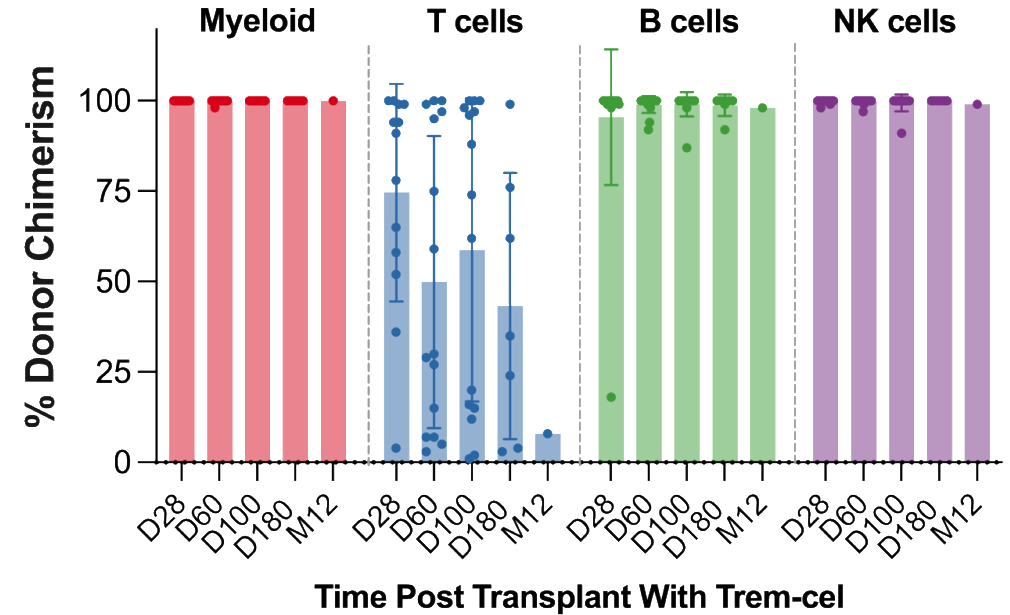 Myeloid T cells B cells NK cells
% Donor Chimerism
100
75
50
25
0
D28 D60 D100 D180 M12 D28 D60 D100 D180 M12 D28 D60 D100 D180 M12 D28 D60 D100 D180 M12
Time Post Transplant With Trem-cel